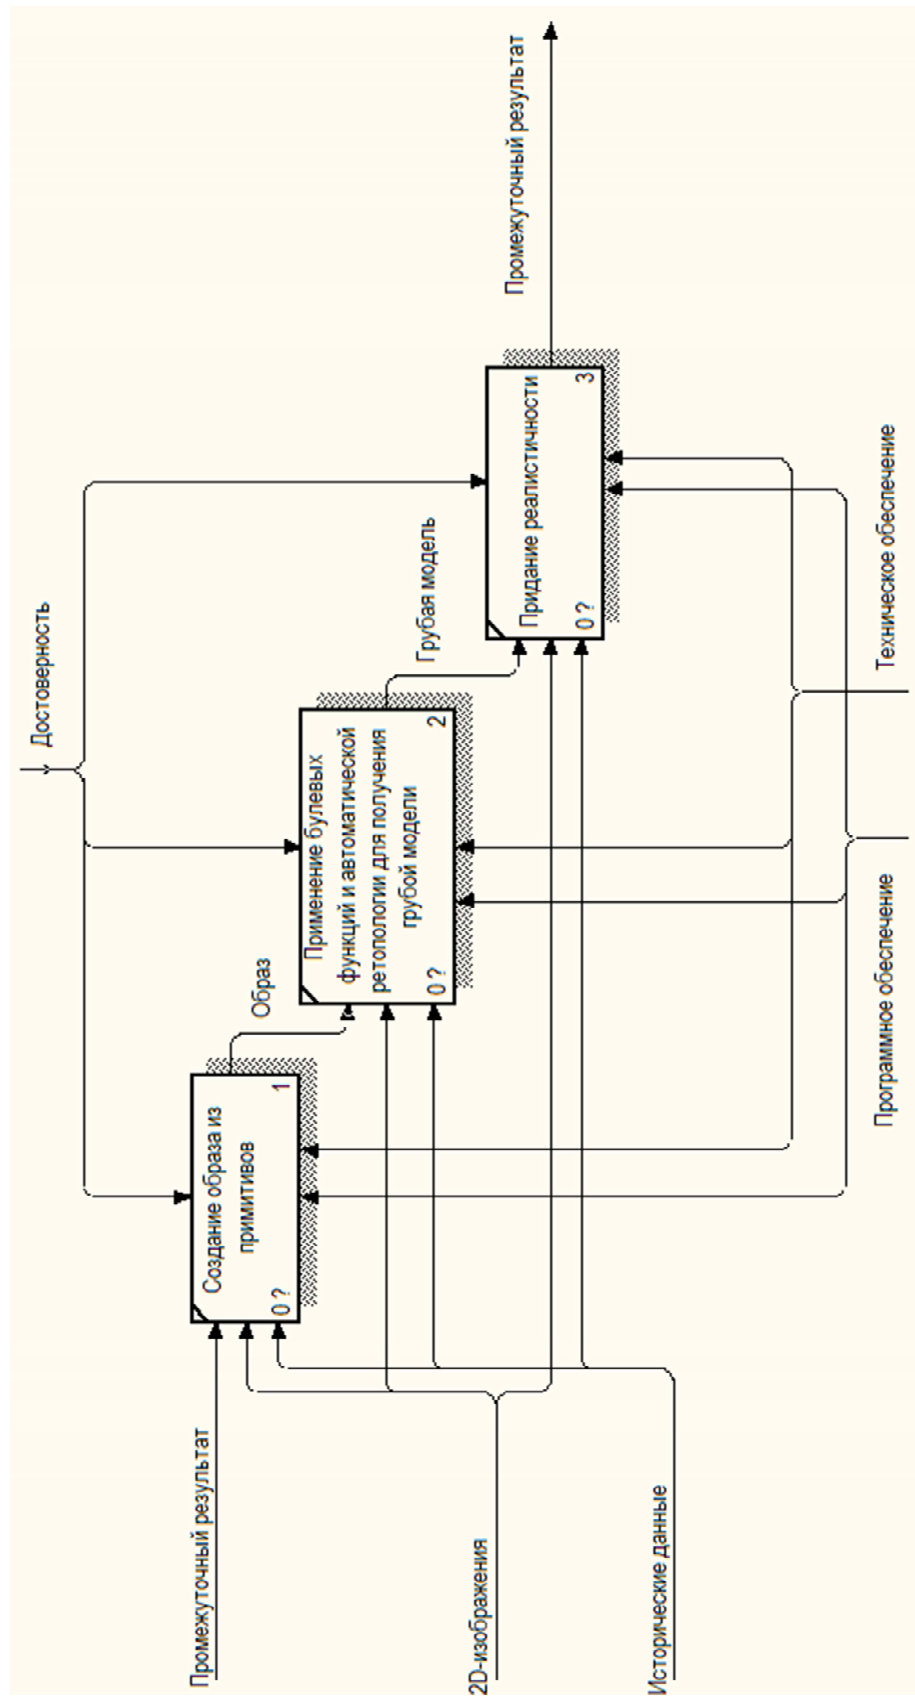 Достоверность
Промежуточный результат
2D-изображения
Исторические данные
Создание образа из
примитивов
0 ?
1
Образ
Применение булевых
функций и автоматической
ретопологии для получения
грубой модели
0 ?
2
Грубая модель
Придание реалистичности
0 ?
3
Промежуточный результат
Программное обеспечение
Техническое обеспечение